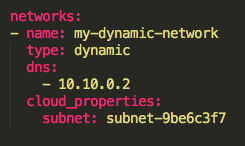 networks:
- name: my-dynamic-network
  type: dynamic
  dns:
    - 10.10.0.2
  cloud_properties:
    subnet: subnet-9be6c3f7